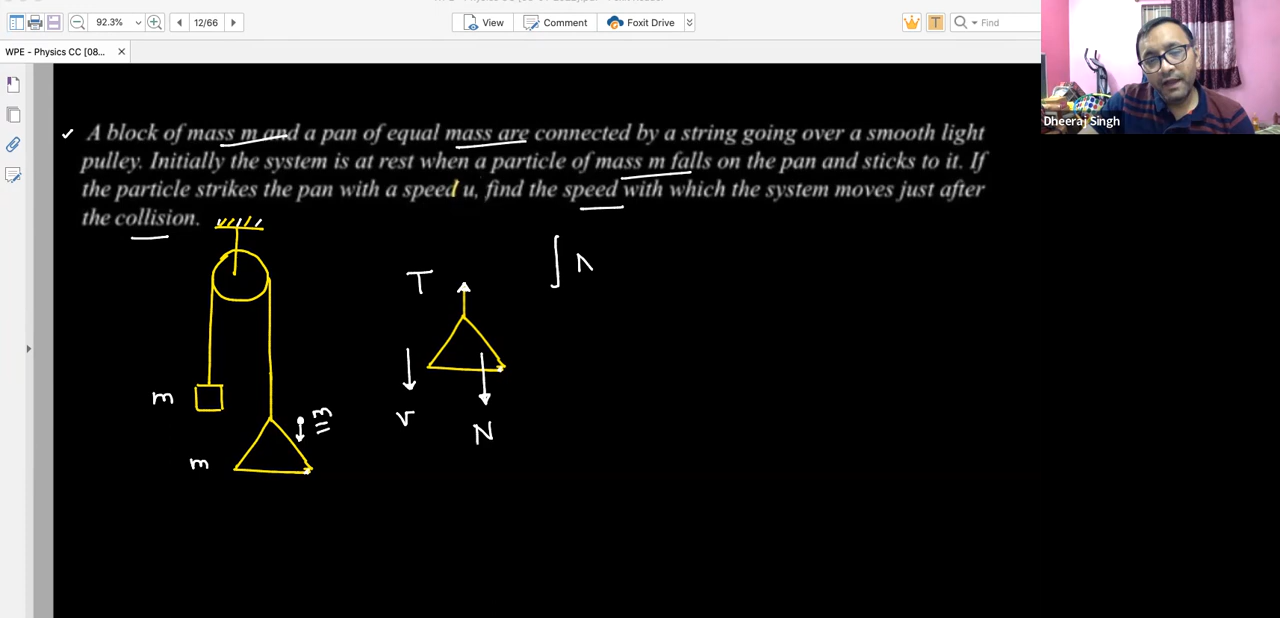 92.3%
12/66
View
Comment
Foxit Drive
T
Find
WPE - Physics CC [08...
Dheeraj Singh
A block of mass m and a pan of equal mass are connected by a string going over a smooth light
pulley. Initially the system is at rest when a particle of mass m falls on the pan and sticks to it. If
the particle strikes the pan with a speed u, find the speed with which the system moves just after
the collision.
T
m
m
m
v
N